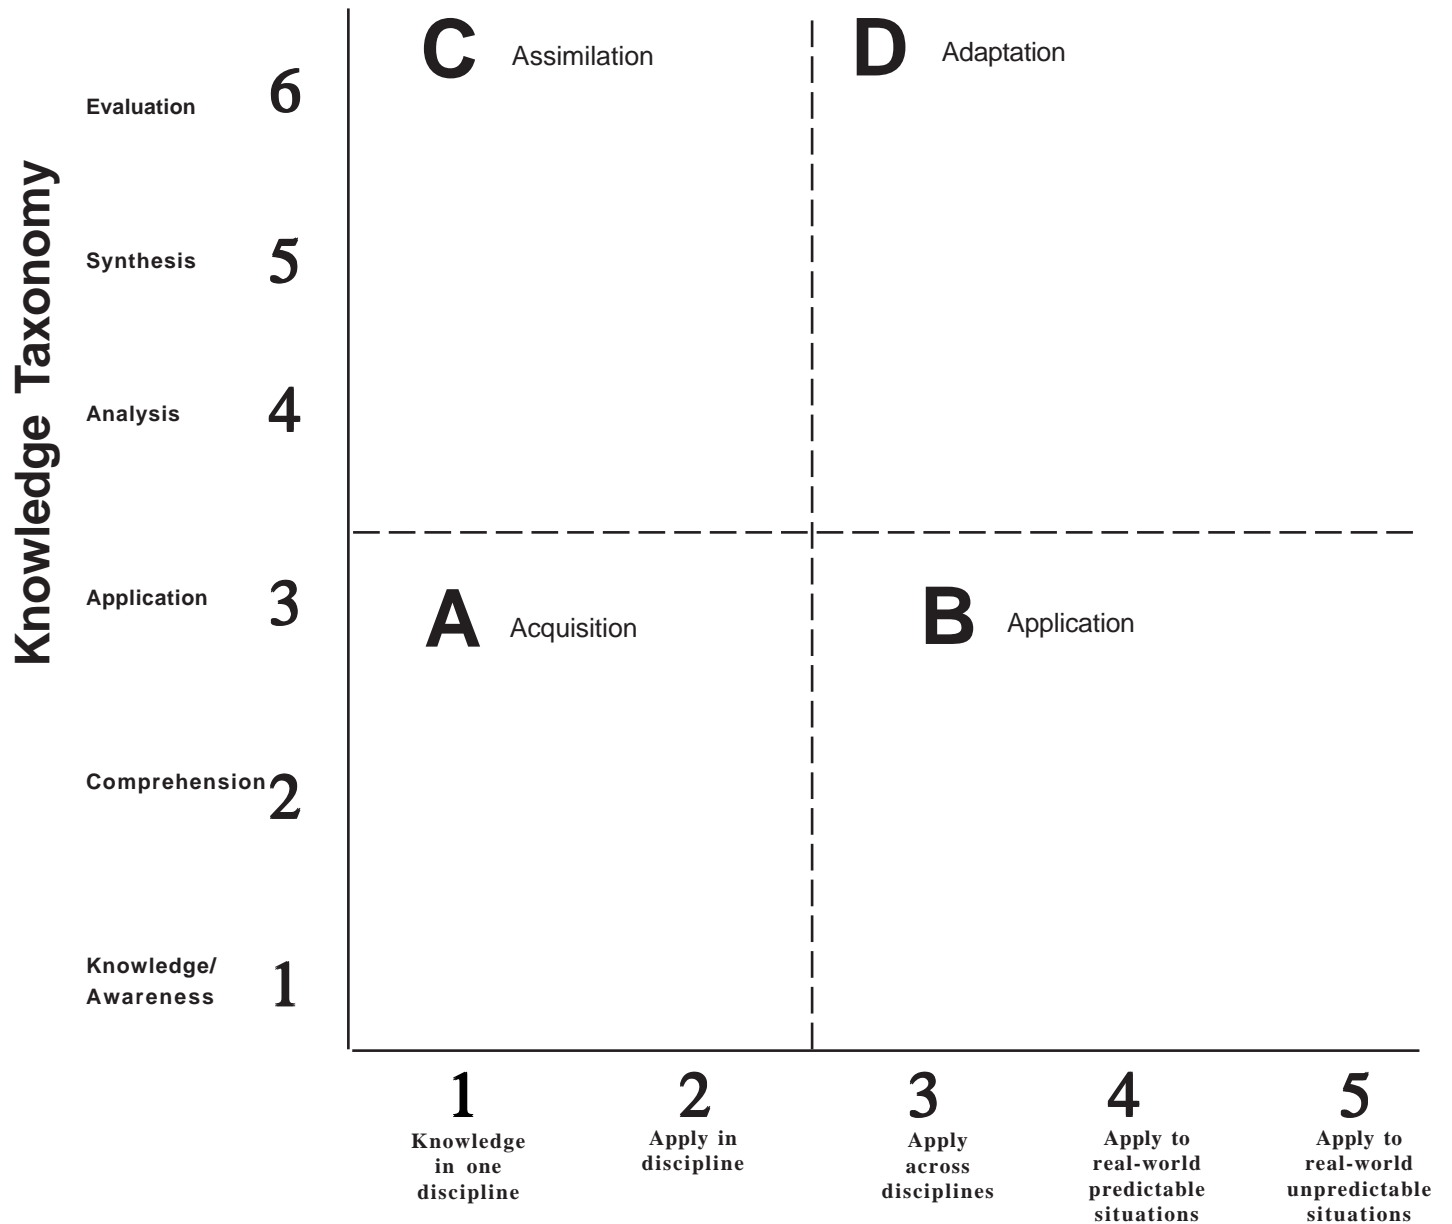 C Assimilation
D Adaptation
Knowledge Taxonomy
Evaluation 6
Synthesis 5
Analysis 4
Application 3
A Acquisition
B Application
Comprehension 2
Knowledge/
Awareness 1
1
Knowledge
in one
discipline
2
Apply in
discipline
3
Apply
across
disciplines
4
Apply to
real-world
predictable
situations
5
Apply to
real-world
unpredictable
situations